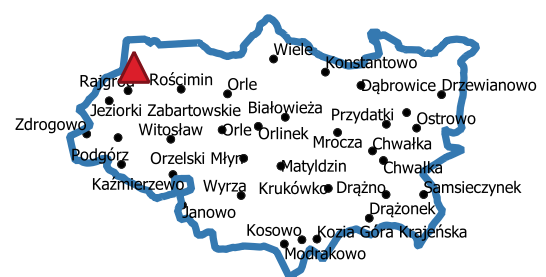 Wiele
Konstantowo
Rajgród
Rościmin
Orle
Dąbrowice
Drzewianowo
Jeziorki Zabartowskie
Białowieża
Przydatki
Ostrowo
Zdrogowo
Witosław
Orle
Orlinek
Mrocza
Chwałka
Podgórz
Orzelski Młyn
Matyldzin
Chwałka
Kaźmierzewo
Wyrza
Krukówko
Drążno
Samsieczynek
Janowo
Drążonek
Kosowo
Kozia Góra Krajeńska
Modrakowo